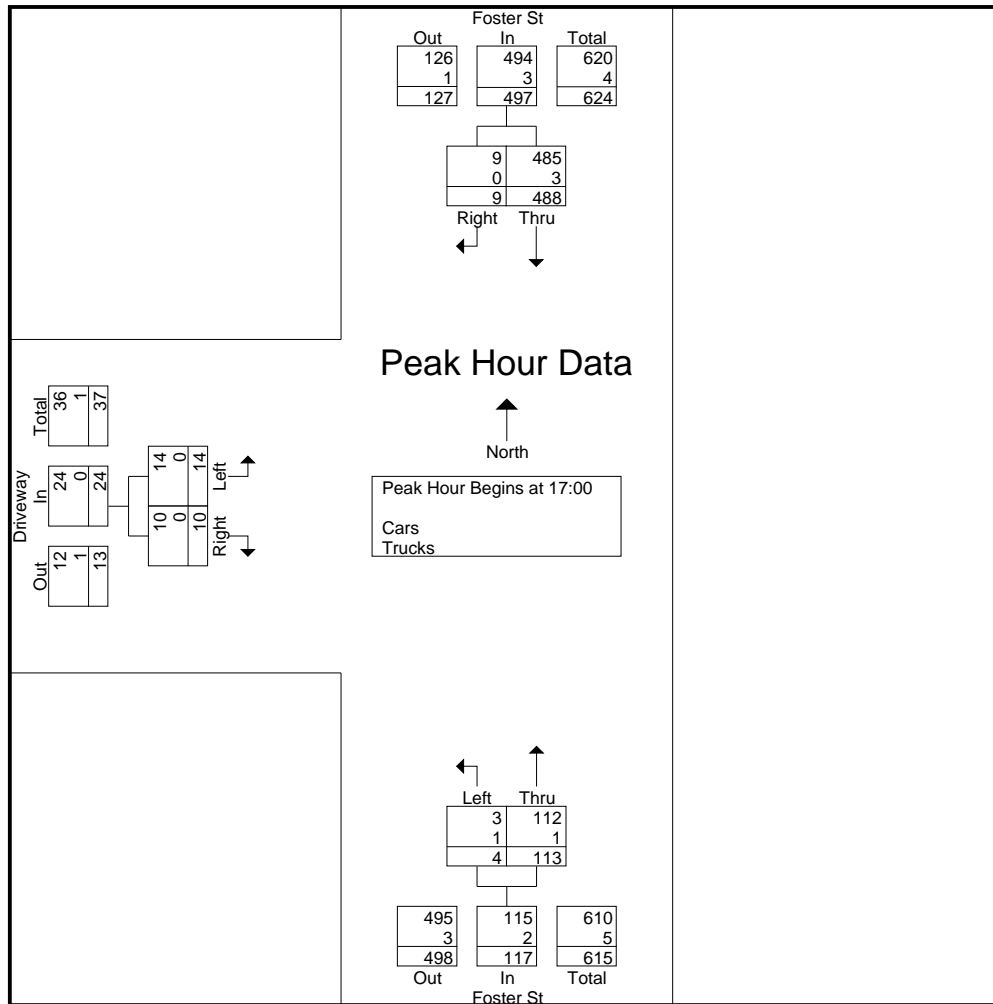 Foster St
Out In Total
126 494 620
1 3 4
127 497 624
9 485
0 3
9 488
Right Thru
Peak Hour Data
North
Peak Hour Begins at 17:00
Cars
Trucks
Driveway
Out In Total
12 24 36
1 0 1
13 24 37
10 14
0 0
10 14
Right Left
Left Thru
3 112
1 1
4 113
495 115 610
3 2 5
498 117 615
Out In Total
Foster St